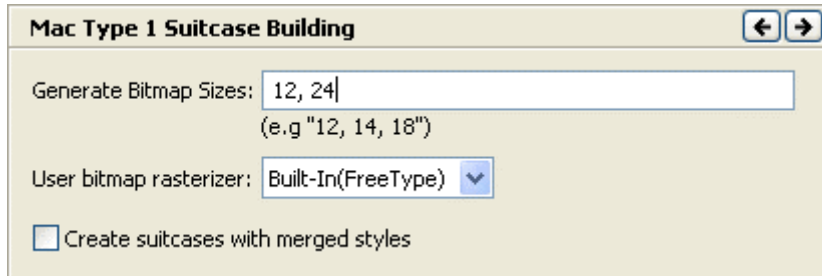 Mac Type 1 Suitcase Building
Generate Bitmap Sizes: 12, 24
(e.g "12, 14, 18")
User bitmap rasterizer: Built-In(FreeType)
Create suitcases with merged styles